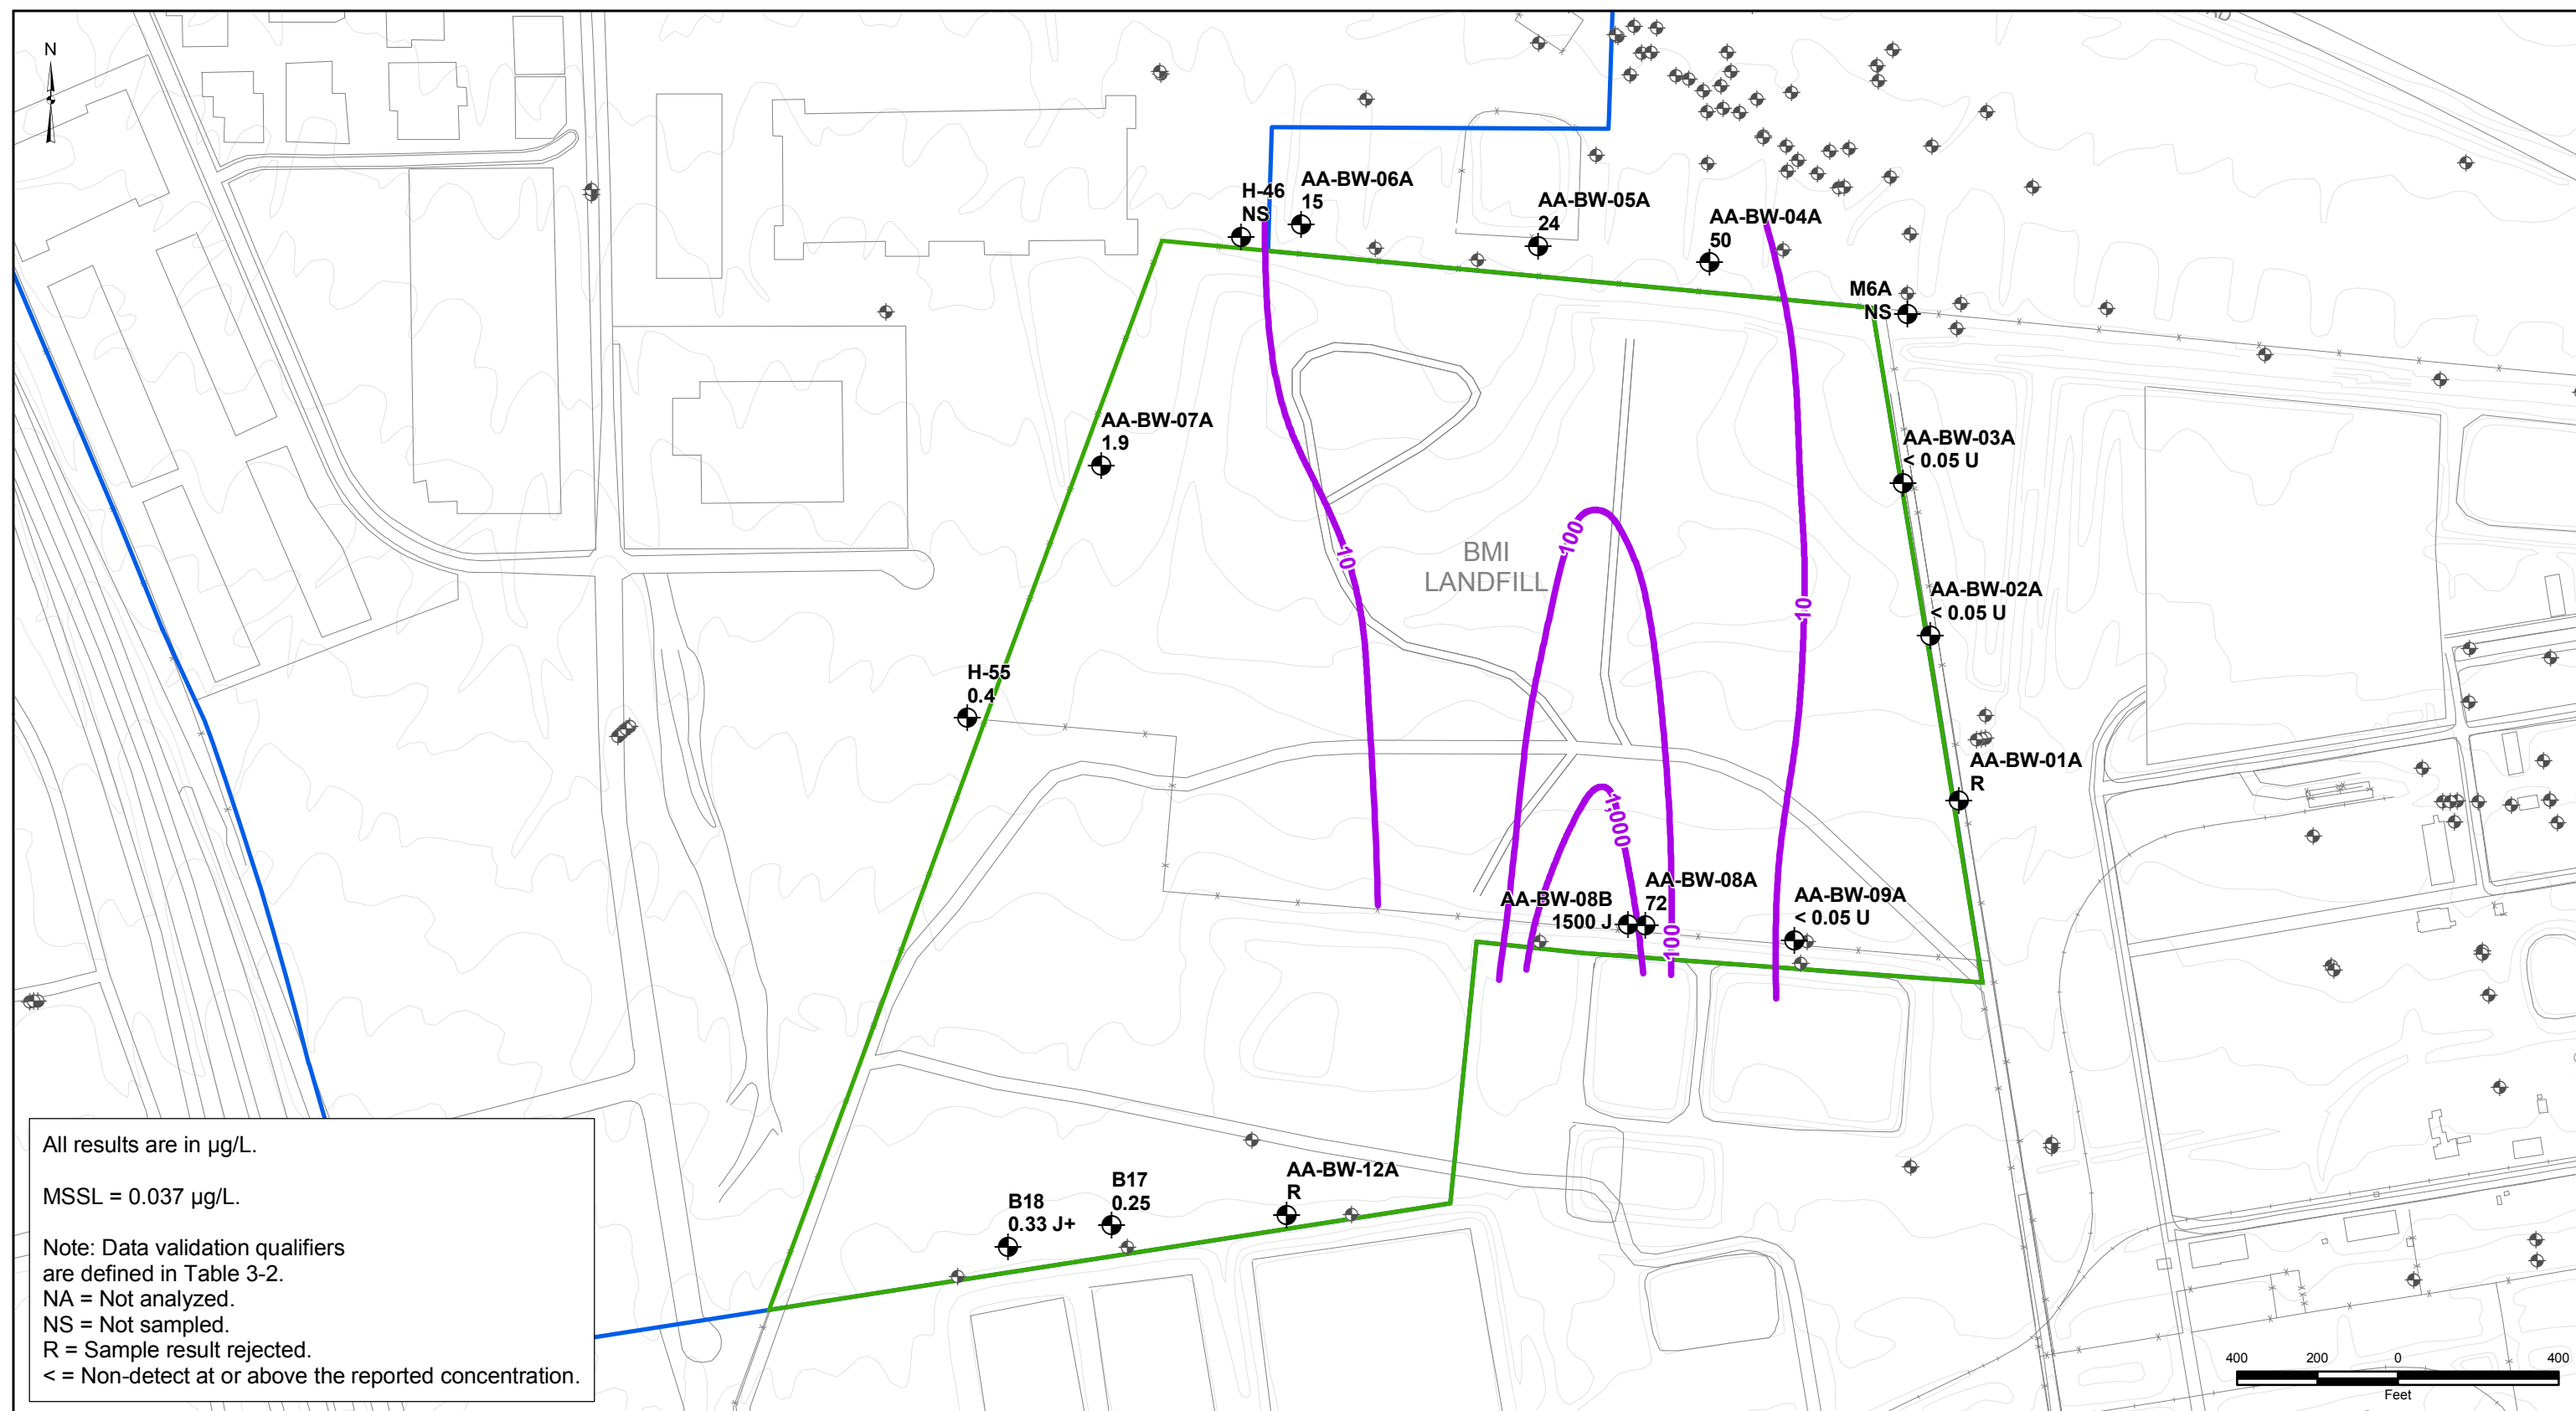 N
H-46
NS
AA-BW-06A
15
AA-BW-05A
24
AA-BW-04A
50
M6A
NS
AA-BW-07A
1.9
AA-BW-03A
< 0.05 U
10
100
BMI
LANDFILL
10
AA-BW-02A
< 0.05 U
H-55
0.4
AA-BW-01A
R
1,000
AA-BW-08B
1500 J
AA-BW-08A
72
AA-BW-09A
< 0.05 U
100
AA-BW-12A
R
B17
0.25
B18
0.33 J+
All results are in µg/L.
MSSL = 0.037 µg/L.
Note: Data validation qualifiers
are defined in Table 3-2.
NA = Not analyzed.
NS = Not sampled.
R = Sample result rejected.
< = Non-detect at or above the reported concentration.
400 200 0 400
Feet